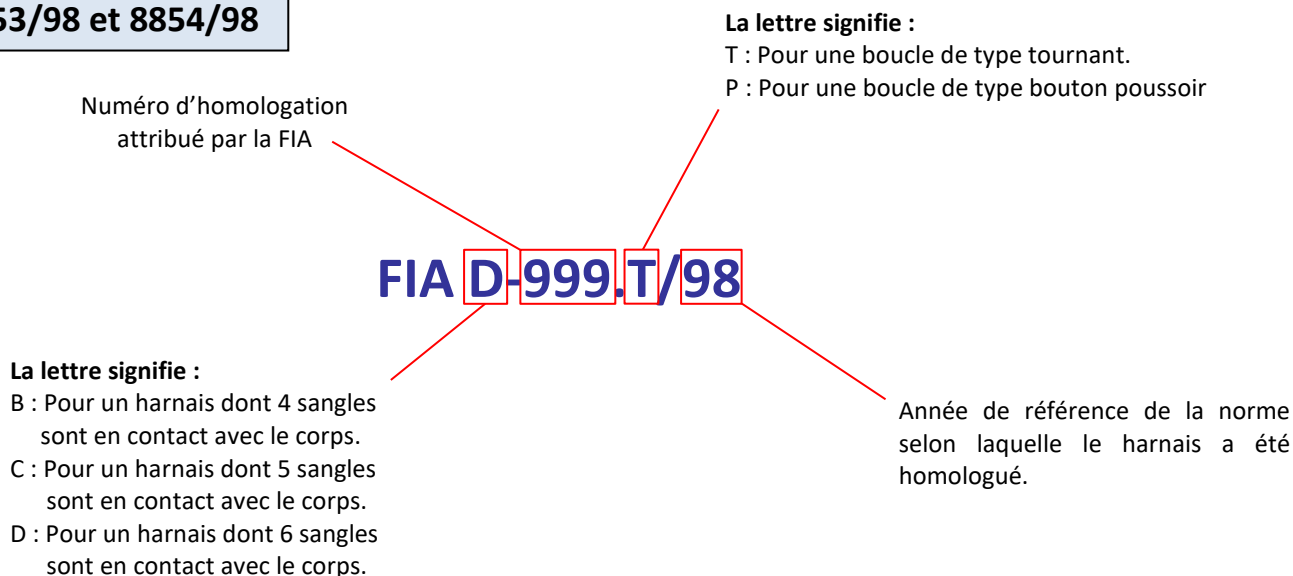 53/98 et 8854/98
La lettre signifie :
T : Pour une boucle de type tournant.
P : Pour une boucle de type bouton poussoir
Numéro d’homologation
attribué par la FIA
FIA D-999.T/98
La lettre signifie :
B : Pour un harnais dont 4 sangles
sont en contact avec le corps.
C : Pour un harnais dont 5 sangles
sont en contact avec le corps.
D : Pour un harnais dont 6 sangles
sont en contact avec le corps.
Année de référence de la norme
selon laquelle le harnais a été
homologué.